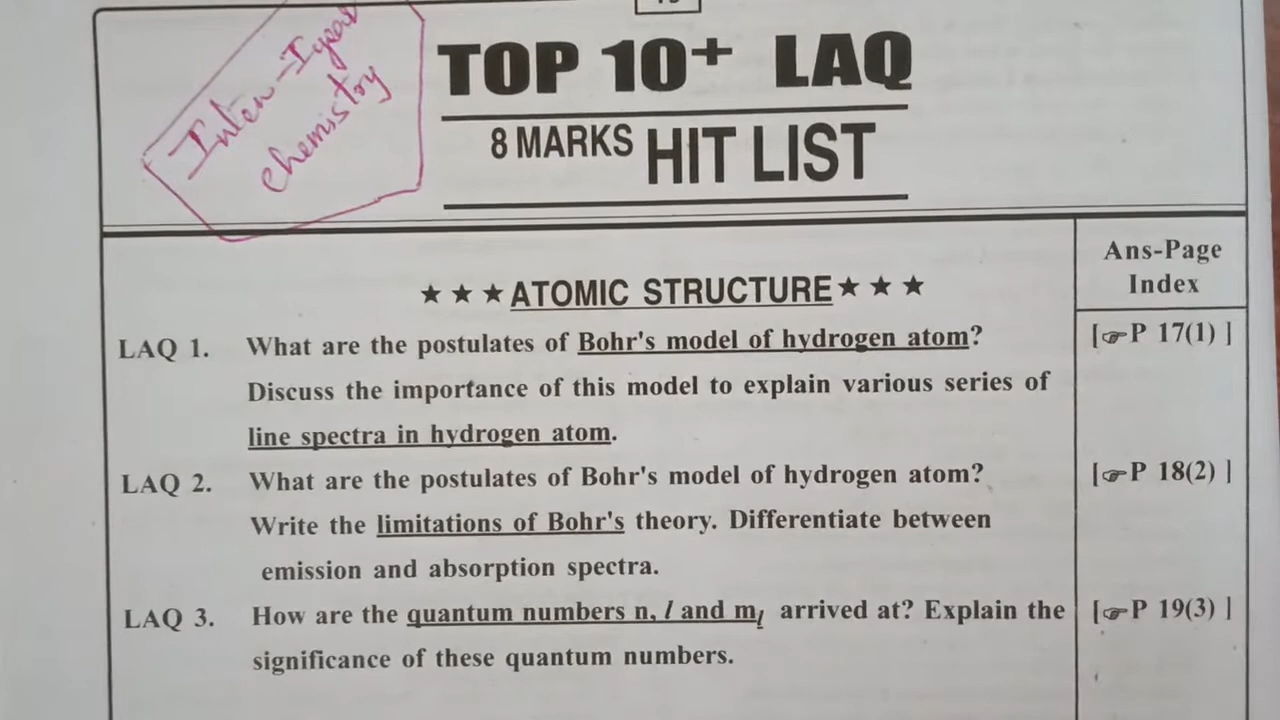 Inter-I year
chemistry
TOP 10+ LAQ
8 MARKS HIT LIST
Ans-Page
Index
★ ★ ★ ATOMIC STRUCTURE ★ ★ ★
LAQ 1. What are the postulates of Bohr's model of hydrogen atom? [☞P 17(1) ]
Discuss the importance of this model to explain various series of
line spectra in hydrogen atom.
LAQ 2. What are the postulates of Bohr's model of hydrogen atom? [☞P 18(2) ]
Write the limitations of Bohr's theory. Differentiate between
emission and absorption spectra.
LAQ 3. How are the quantum numbers n, l and mₗ arrived at? Explain the [☞P 19(3) ]
significance of these quantum numbers.